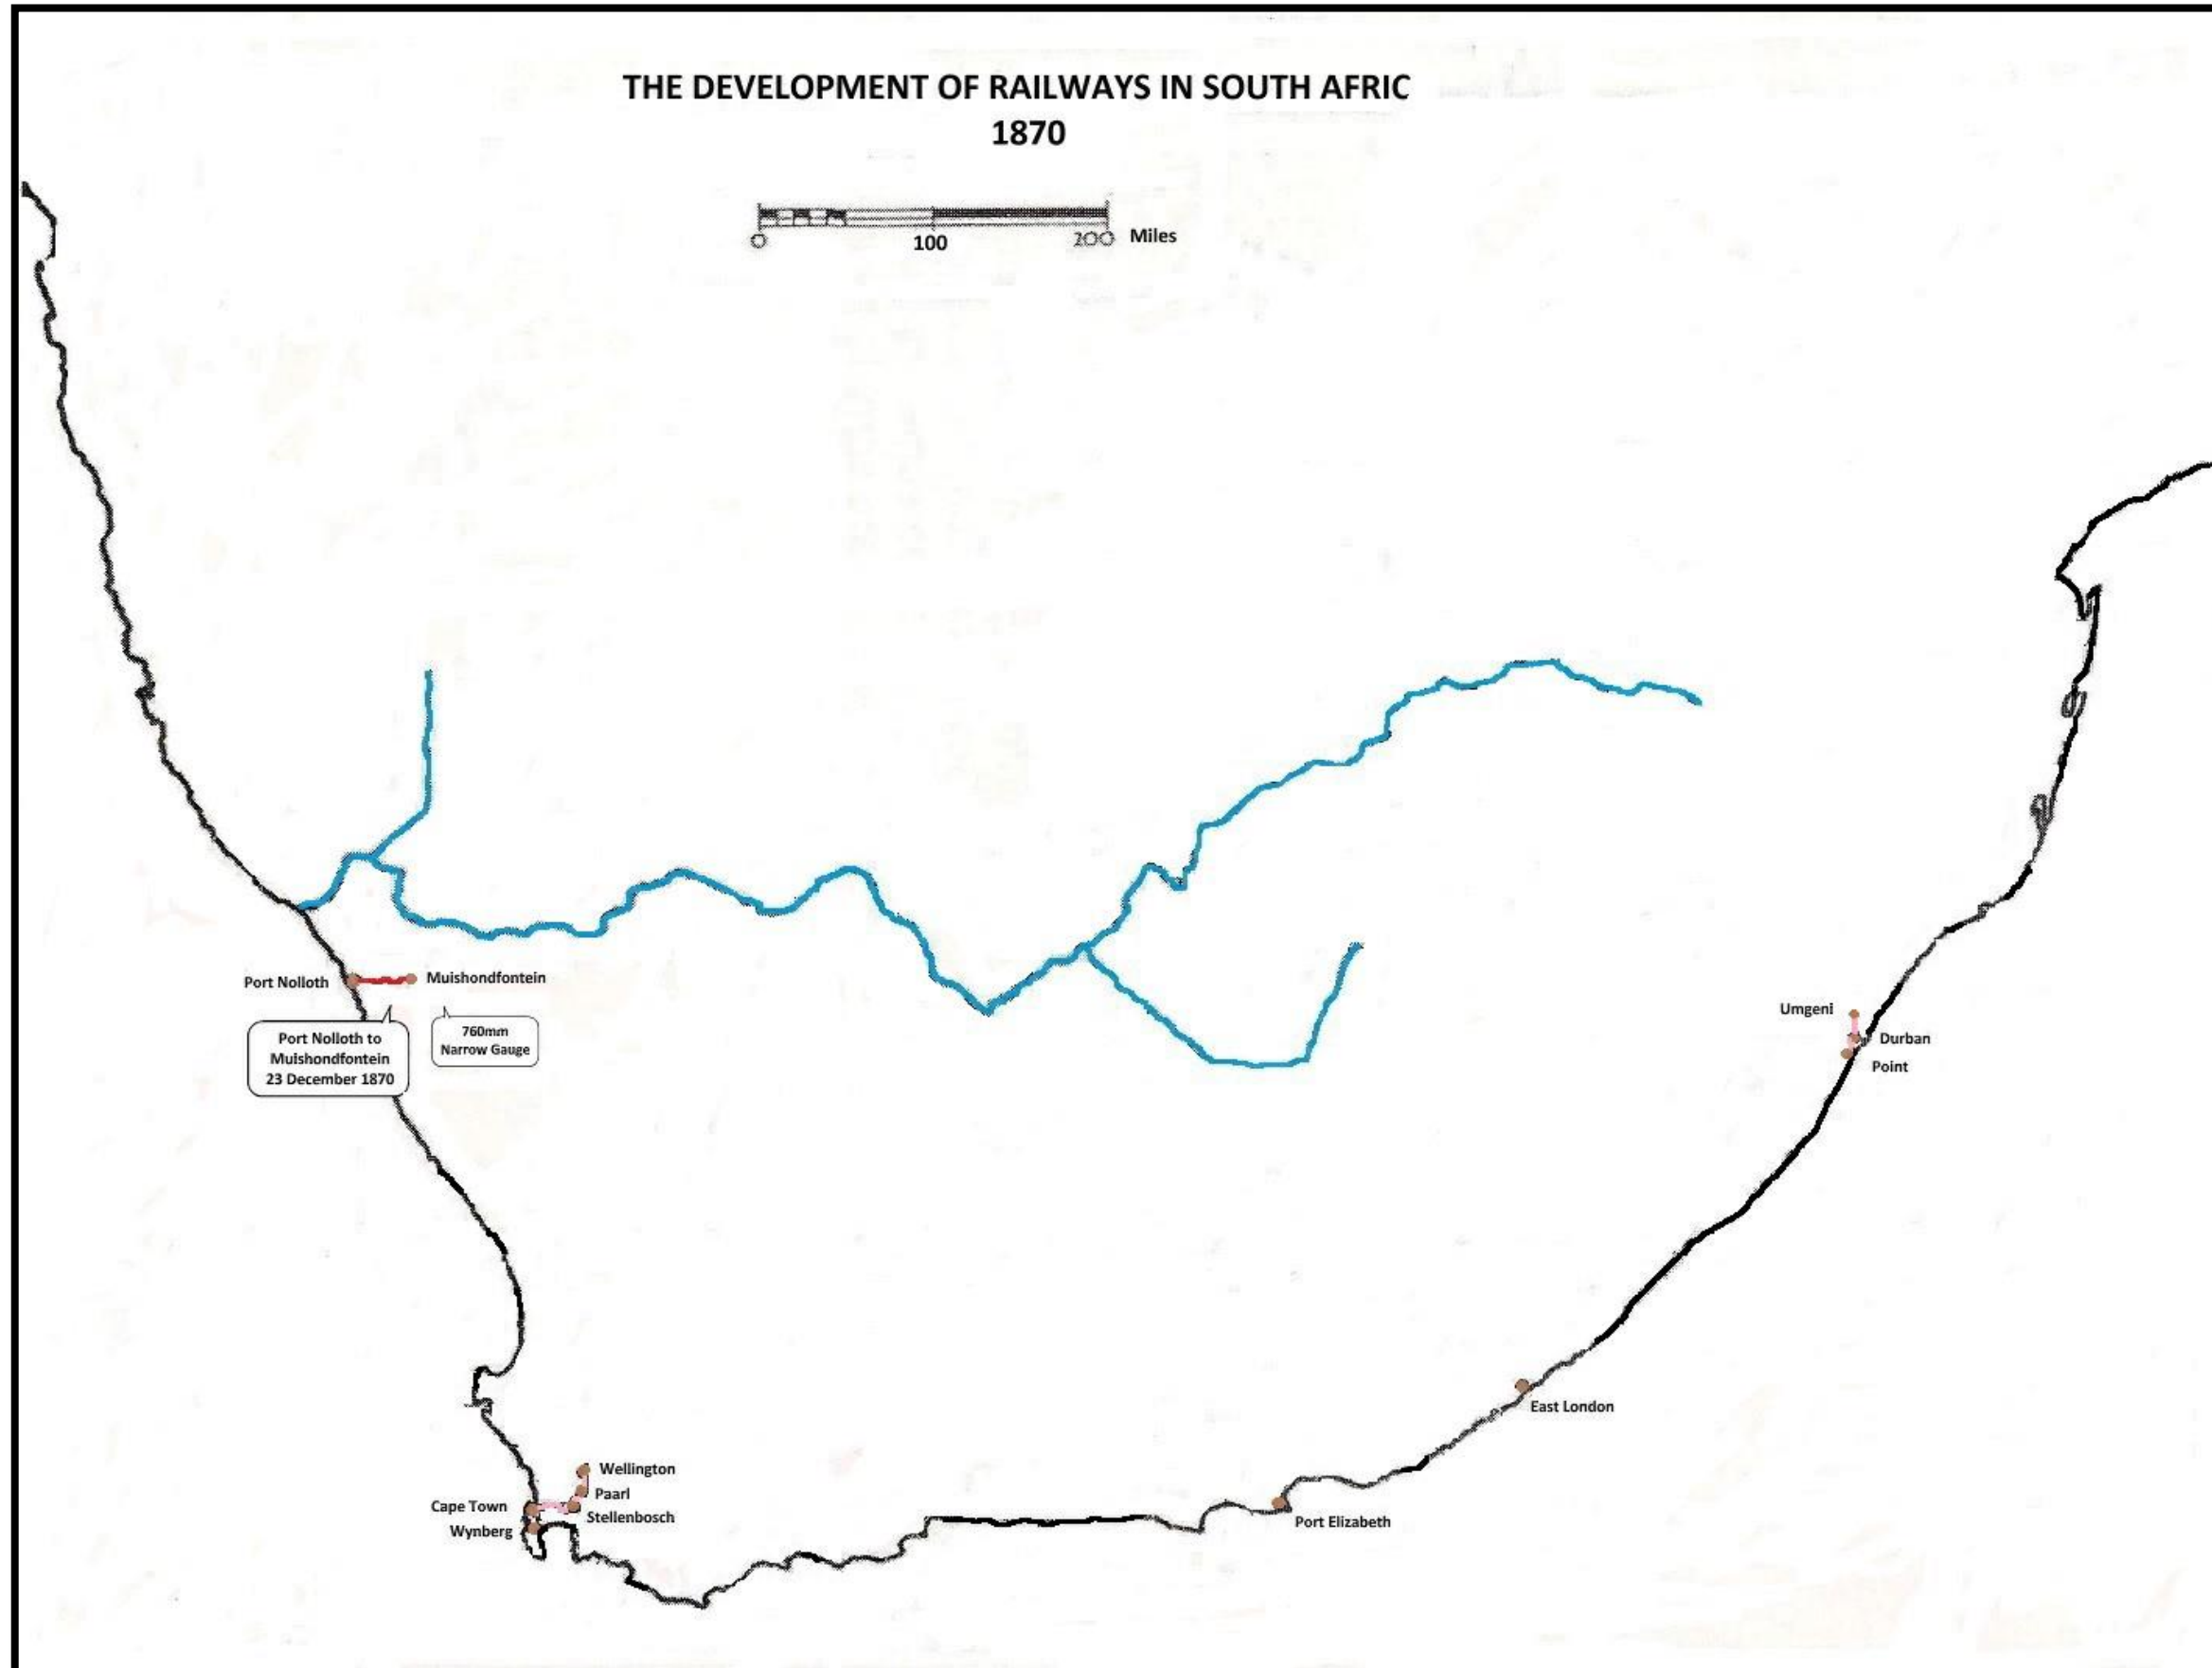 THE DEVELOPMENT OF RAILWAYS IN SOUTH AFRIC
1870
0 100 200 Miles
Port Nolloth
Muishondfontein
Port Nolloth to
Muishondfontein
23 December 1870
760mm
Narrow Gauge
Umgeni
Durban
Point
East London
Wellington
Paarl
Cape Town
Stellenbosch
Wynberg
Port Elizabeth